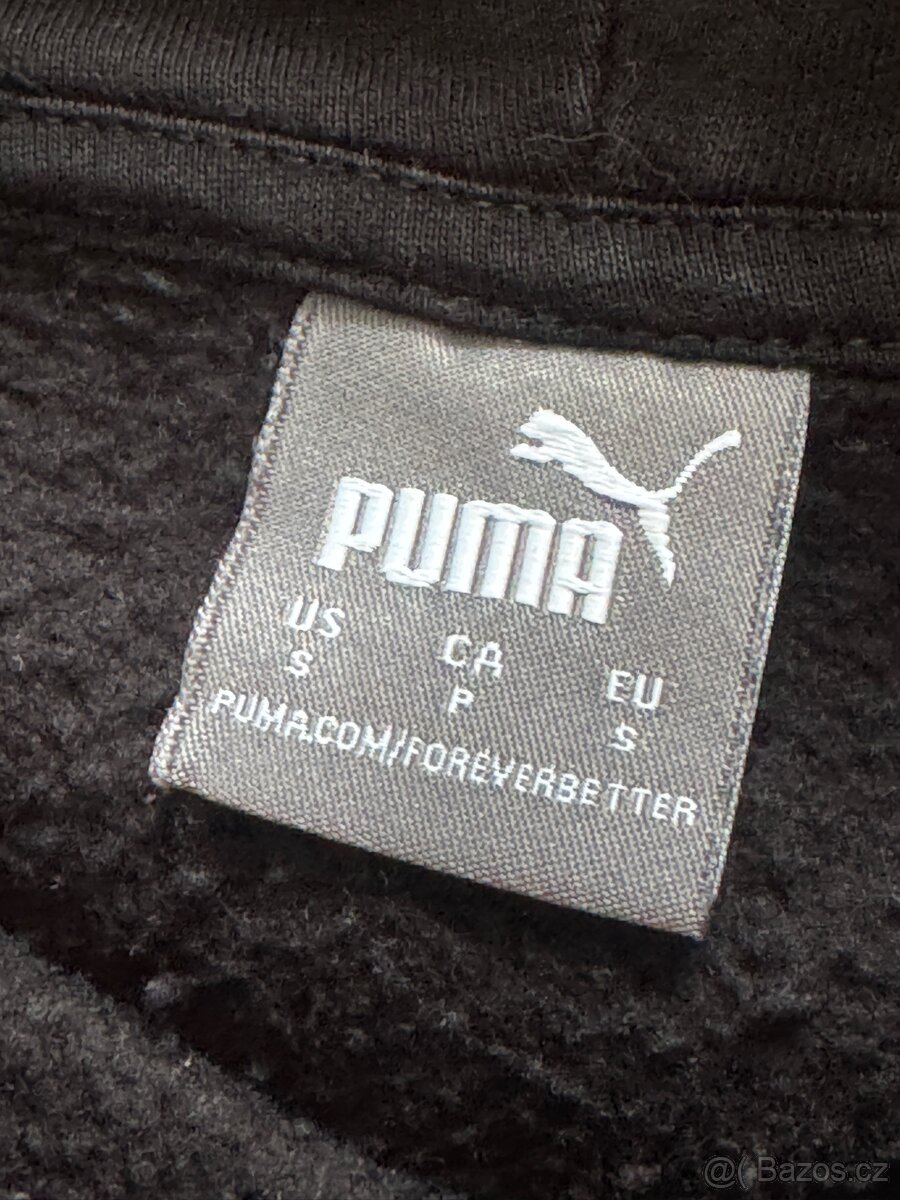 PUMA
US CA EU
S P S
PUMA.COM/FOREVERBETTER
@( Bazos.cz